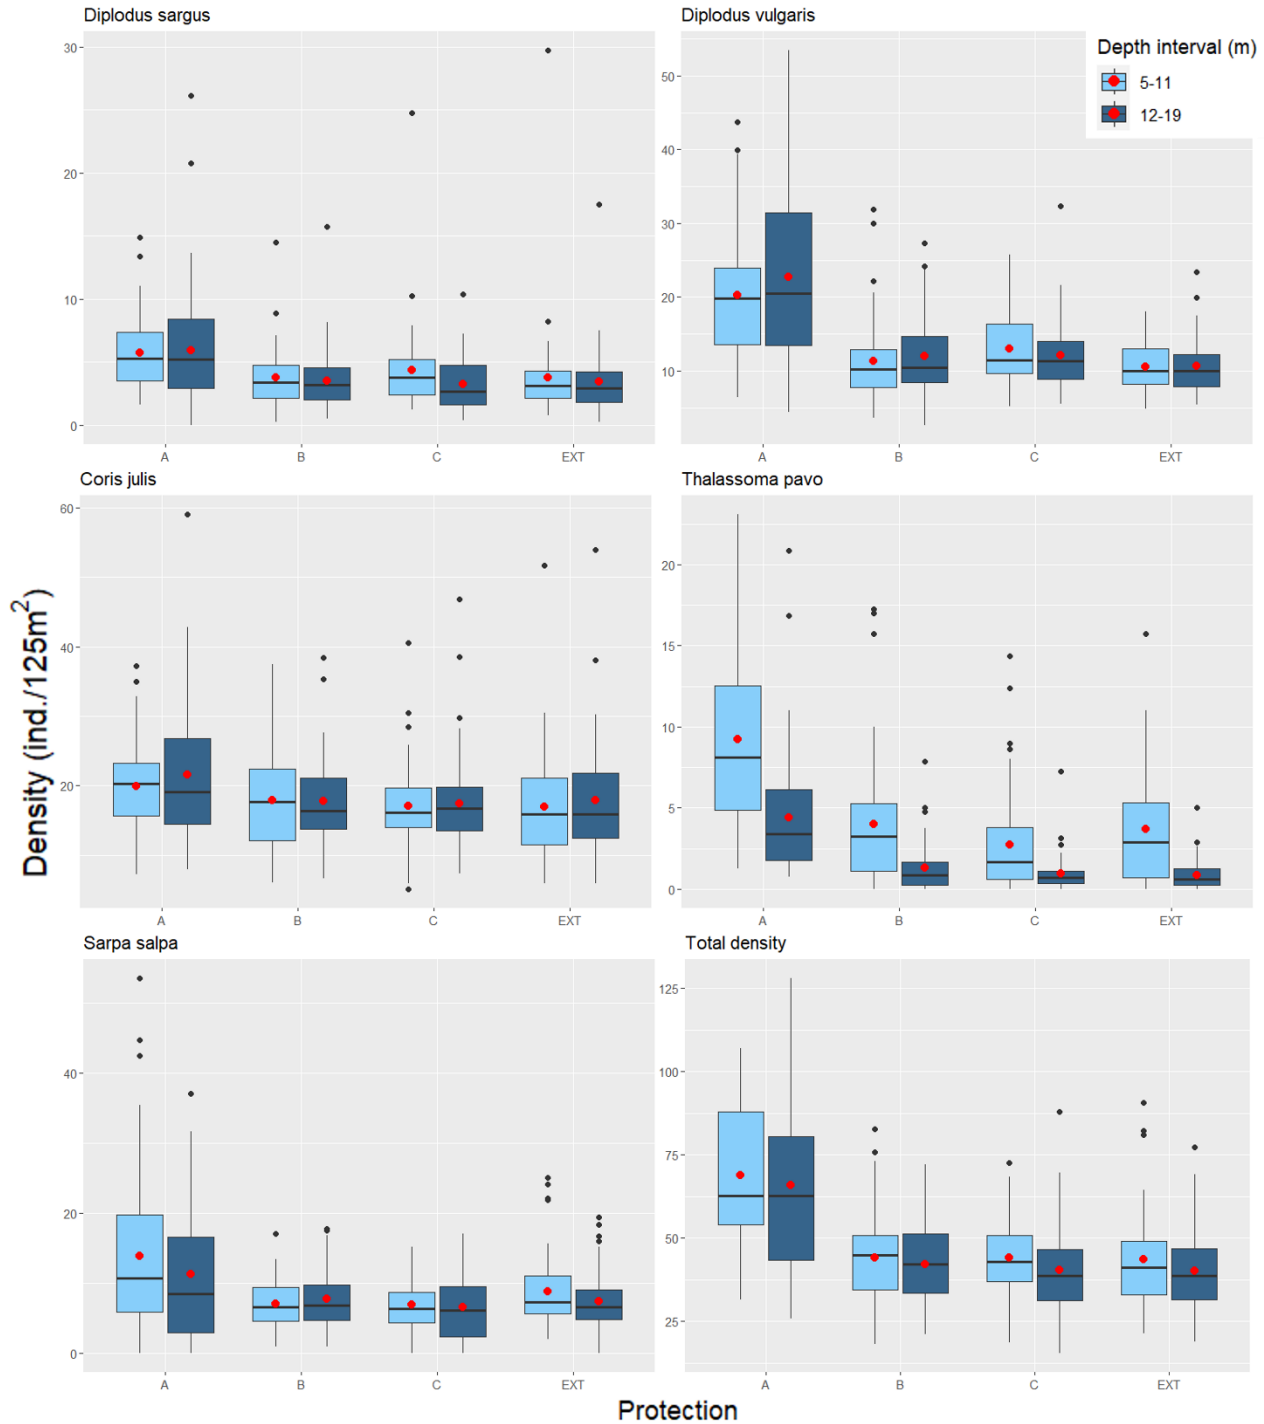 Diplodus sargus
30
20
10
0
A B C EXT
Diplodus vulgaris
Depth interval (m)
5-11
12-19
50
40
30
20
10
A B C EXT
Density (ind./125m²)
Coris julis
60
40
20
A B C EXT
Thalassoma pavo
20
15
10
5
0
A B C EXT
Sarpa salpa
40
20
0
A B C EXT
Total density
125
100
75
50
25
A B C EXT
Protection